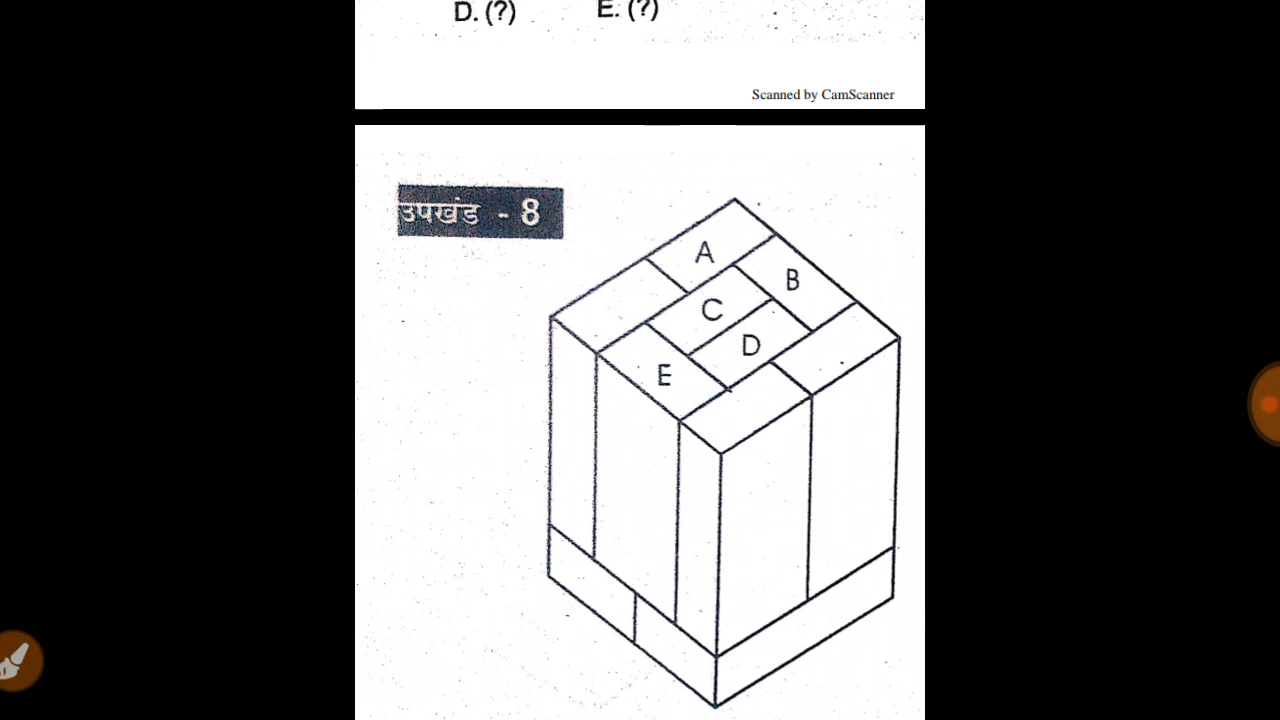 D. (?) E. (?)
Scanned by CamScanner
उपखंड - 8
A
B
C
D
E